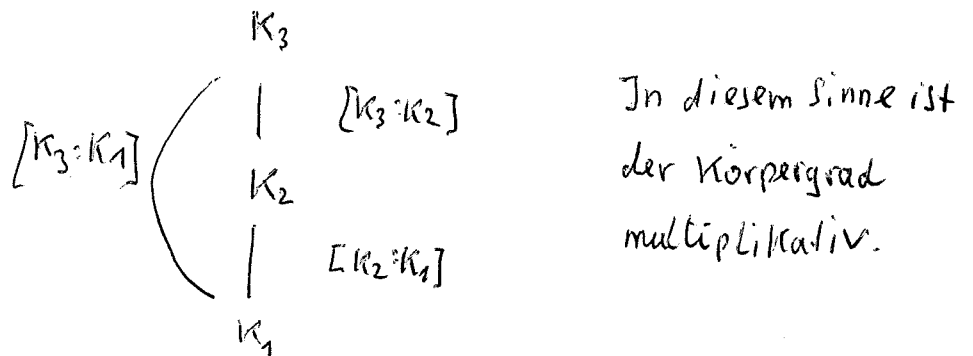 K₃
[K₃:K₂]
[K₃:K₁]
K₂
[K₂:K₁]
K₁
In diesem Sinne ist
der Körpergrad
multiplikativ.